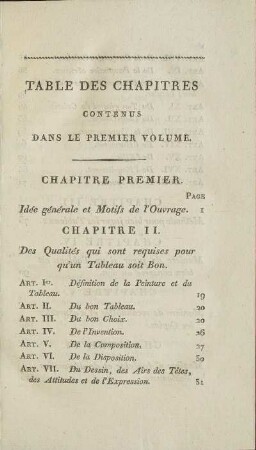 TABLE DES CHAPITRES
CONTENUS
DANS LE PREMIER VOLUME.
CHAPITRE PREMIER.
PAGE
Idée générale et Motifs de l'Ouvrage. 1
CHAPITRE II.
Des Qualités qui sont requises pour
qu'un Tableau soit Bon.
ART. Ier. Définition de la Peinture et du
Tableau. 19
ART. II. Du bon Tableau. 20
ART. III. Du bon Choix. 20
ART. IV. De l'Invention. 26
ART. V. De la Composition. 27
ART. VI. De la Disposition. 30
ART. VII. Du Dessin, des Airs des Têtes,
des Attitudes et de l'Expression. 31